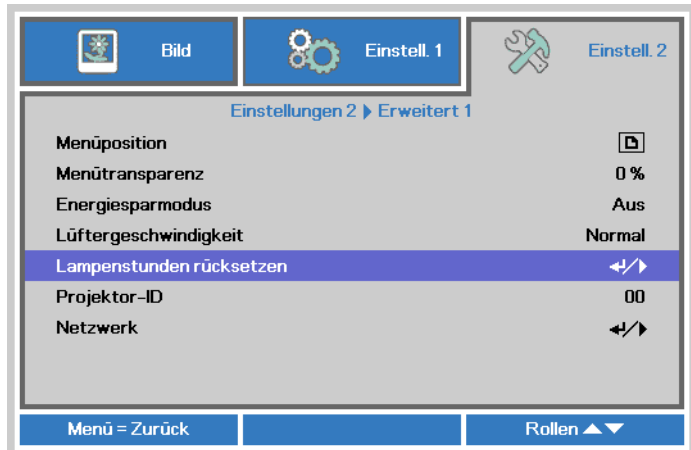 Bild
Einstell. 1
Einstell. 2
Einstellungen 2 Erweitert 1
Menüposition
Menütransparenz 0 %
Energiesparmodus Aus
Lüftergeschwindigkeit Normal
Lampenstunden rücksetzen /
Projektor-ID 00
Netzwerk /
Menü = Zurück
Rollen